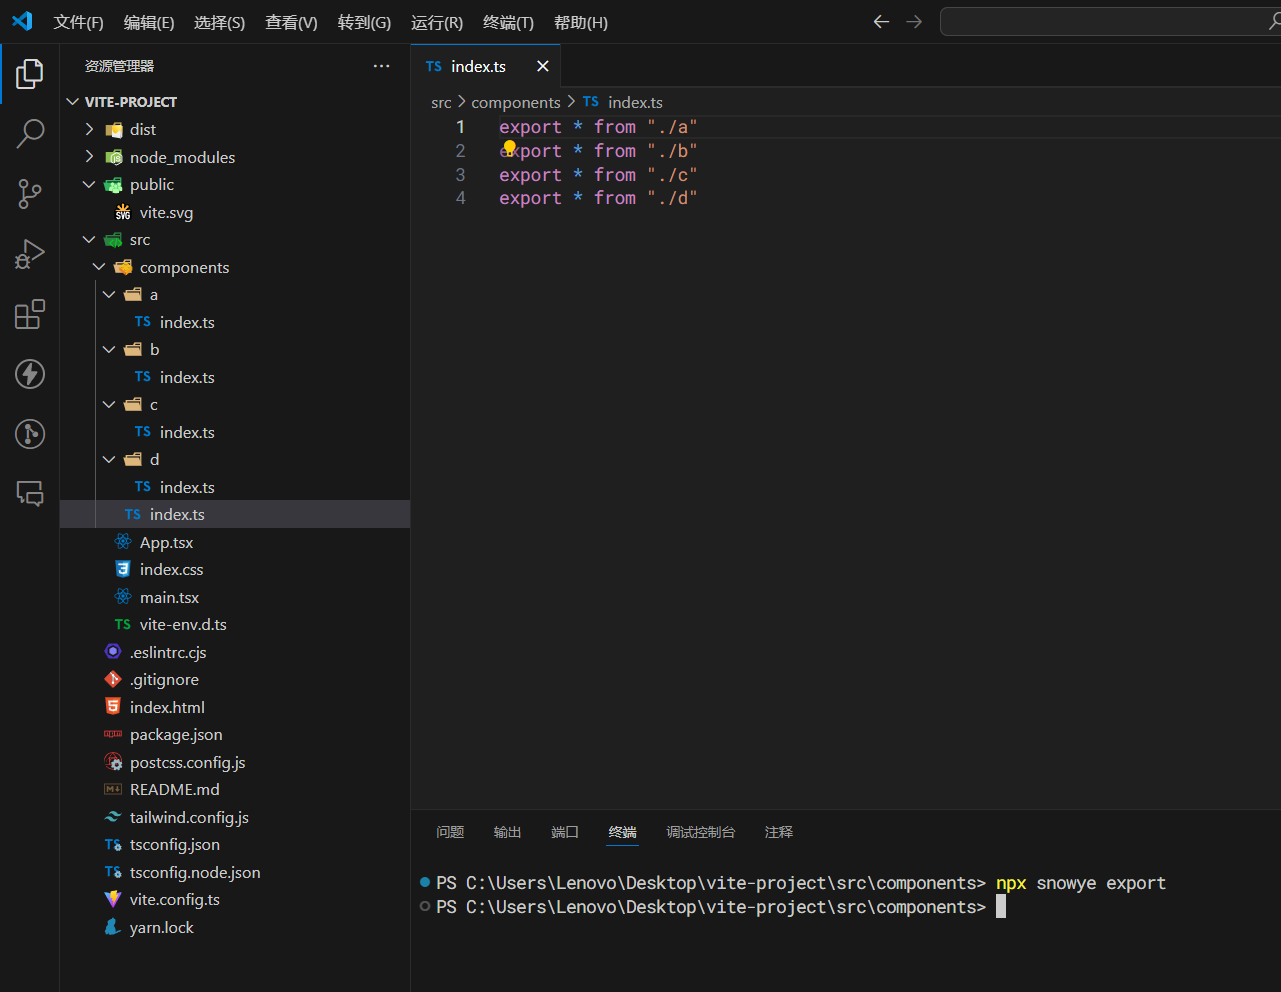 文件(F) 编辑(E) 选择(S) 查看(V) 转到(G) 运行(R) 终端(T) 帮助(H)
资源管理器
VITE-PROJECT
dist
node_modules
public
vite.svg
src
components
a
index.ts
b
index.ts
c
index.ts
d
index.ts
index.ts
App.tsx
index.css
main.tsx
vite-env.d.ts
.eslintrc.cjs
.gitignore
index.html
package.json
postcss.config.js
README.md
tailwind.config.js
tsconfig.json
tsconfig.node.json
vite.config.ts
yarn.lock
TS index.ts
src > components > TS index.ts
1 export * from "./a"
2 export * from "./b"
3 export * from "./c"
4 export * from "./d"
问题 输出 端口 终端 调试控制台 注释
PS C:\Users\Lenovo\Desktop\vite-project\src\components> npx snowye export
PS C:\Users\Lenovo\Desktop\vite-project\src\components>